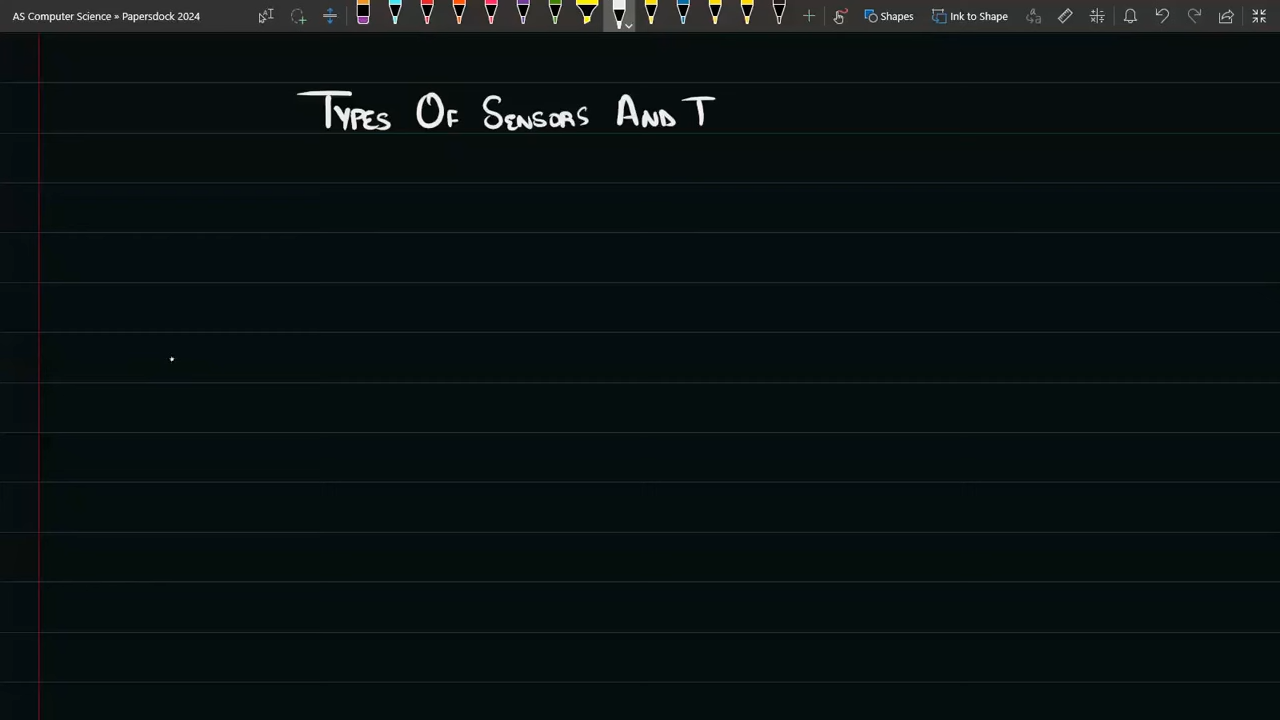 AS Computer Science » Papersdock 2024
Shapes
Ink to Shape
TYPES OF SENSORS AND T